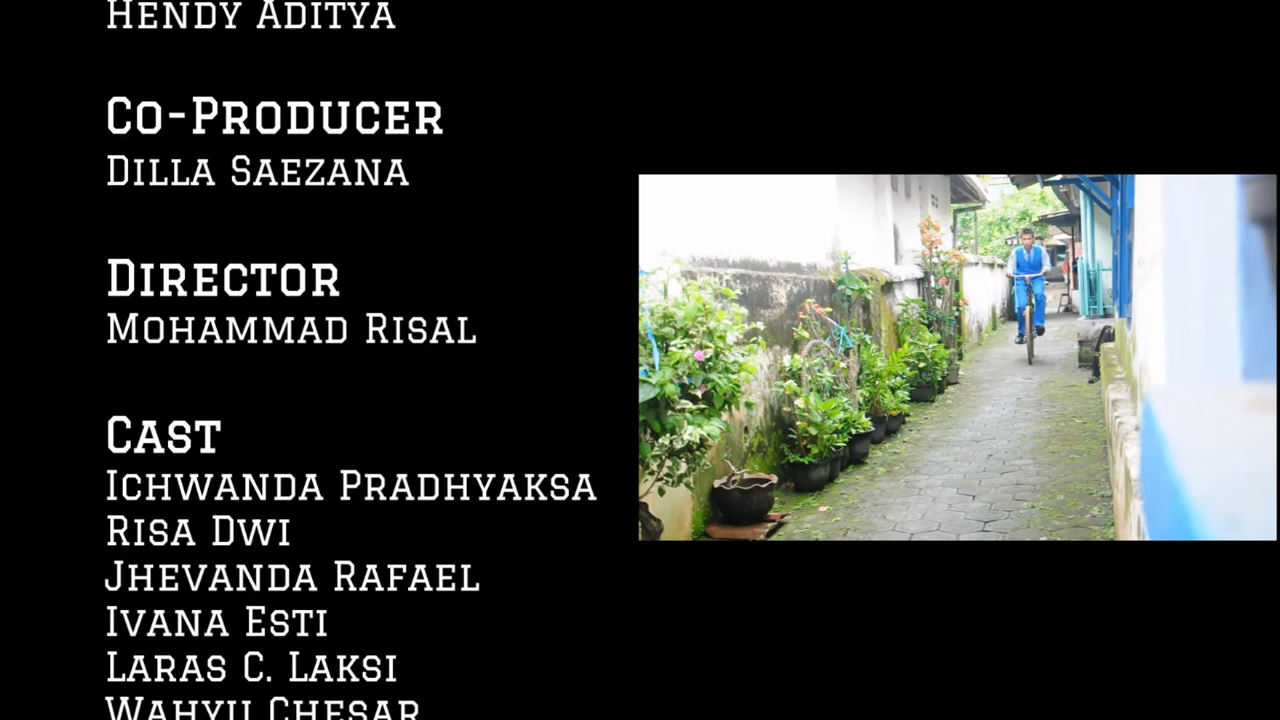 Hendy Aditya
Co-Producer
Dilla Saezana
Director
Mohammad Risal
Cast
Ichwanda Pradhyaksa
Risa Dwi
Jhevanda Rafael
Ivana Esti
Laras C. Laksi
Wahyu Chesar